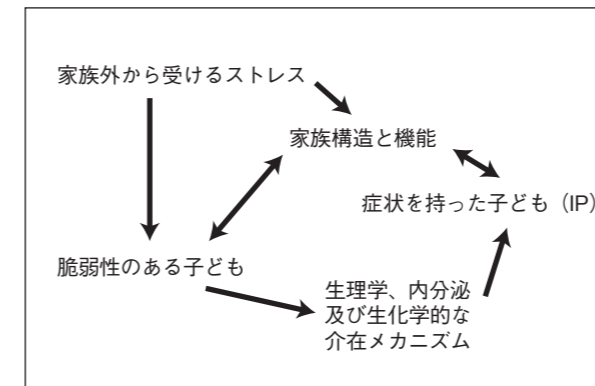 家族外から受けるストレス
家族構造と機能
症状を持った子ども（IP）
脆弱性のある子ども
生理学、内分泌
及び生化学的な
介在メカニズム